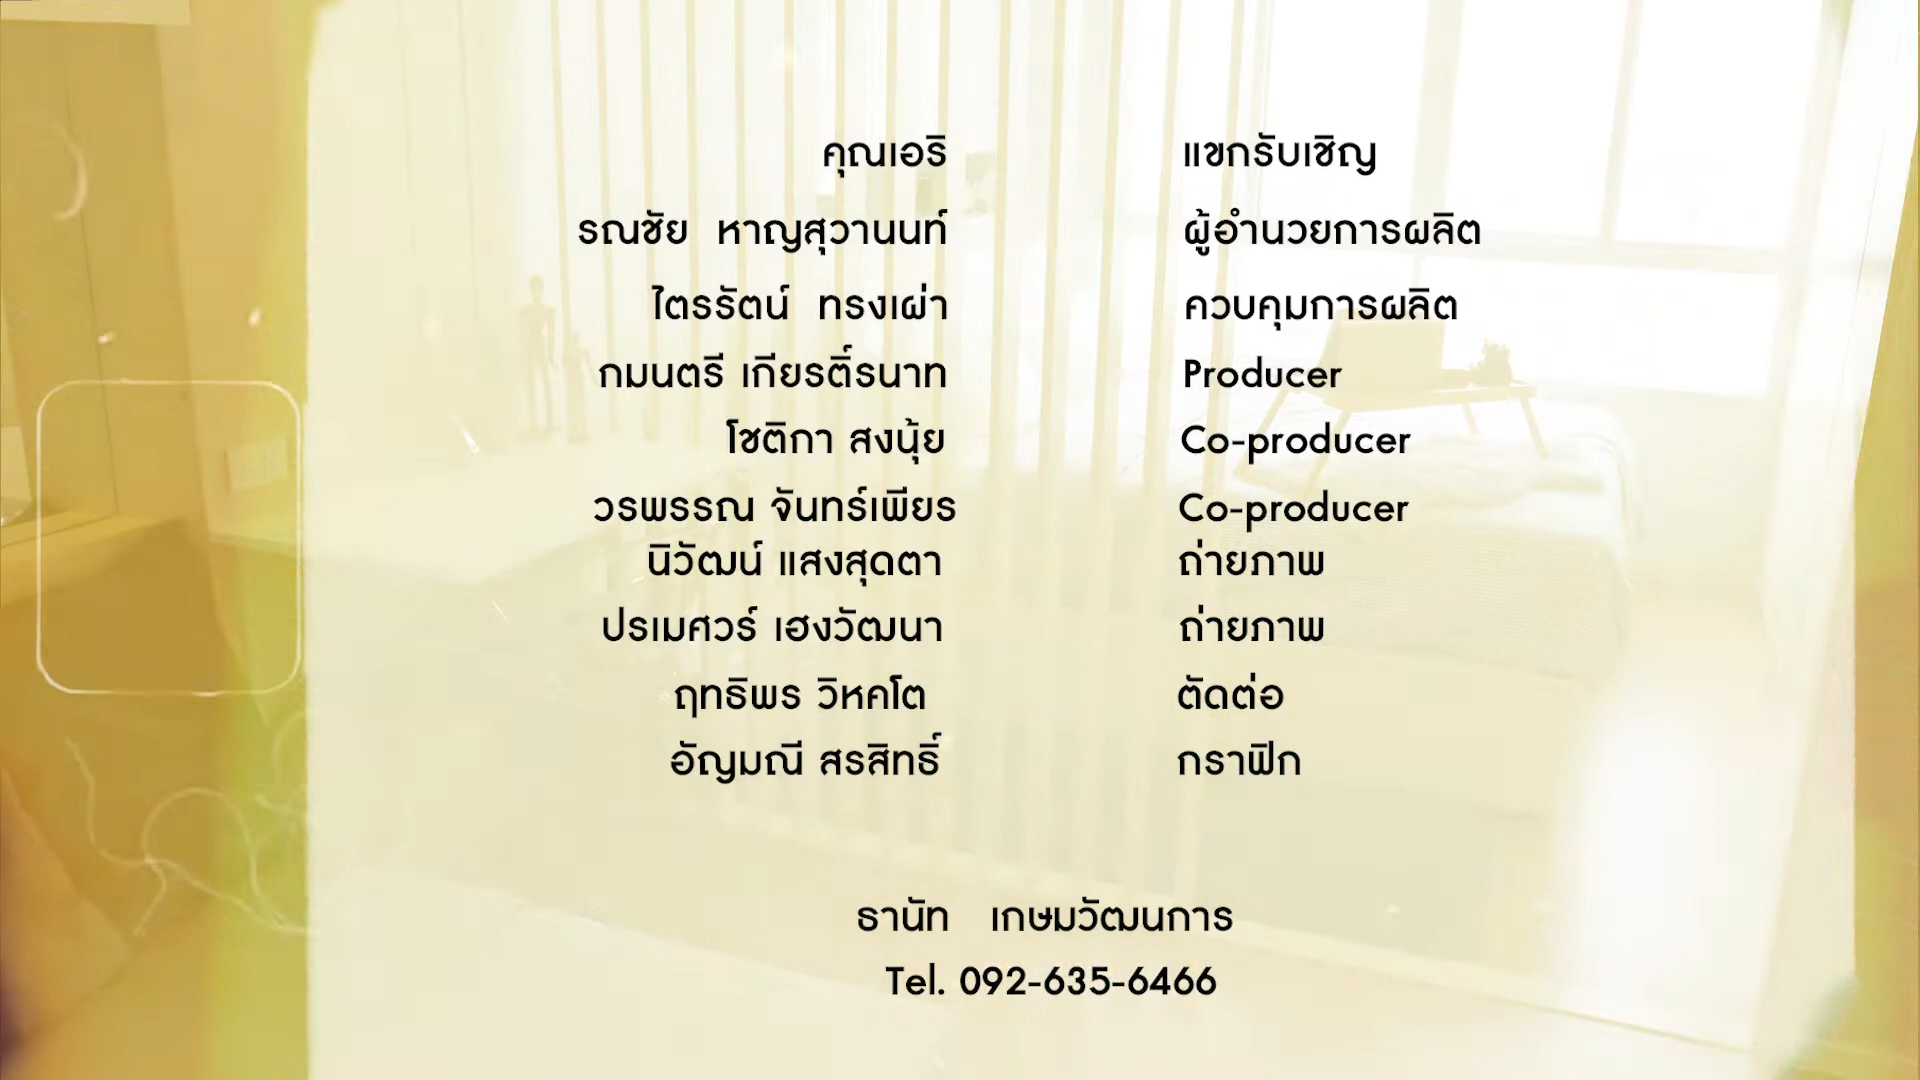 คุณเอริ แขกรับเชิญ
รณชัย หาญสุวานนท์ ผู้อำนวยการผลิต
ไตรรัตน์ ทรงเผ่า ควบคุมการผลิต
กมนตรี เกียรติ์รนาท Producer
โชติกา สงนุ้ย Co-producer
วรพรรณ จันทร์เพียร Co-producer
นิวัฒน์ แสงสุดตา ถ่ายภาพ
ปรเมศวร์ เฮงวัฒนา ถ่ายภาพ
ฤทธิพร วิหคโต ตัดต่อ
อัญมณี สรสิทธิ์ กราฟิก
ธานัท เกษมวัฒนการ
Tel. 092-635-6466